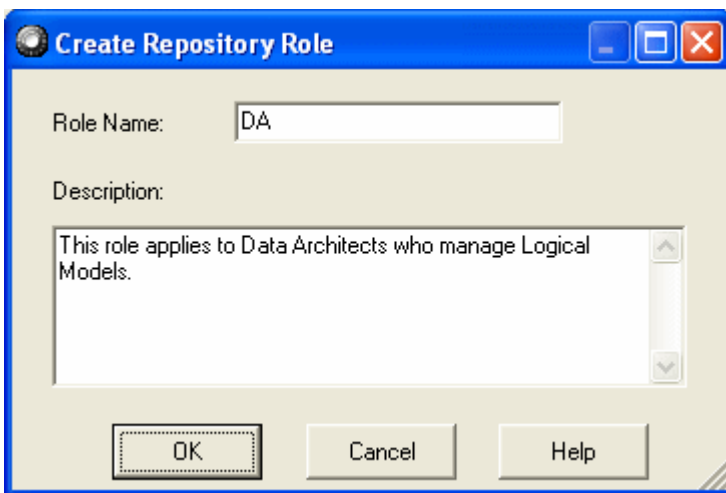 Create Repository Role
Role Name: DA
Description:
This role applies to Data Architects who manage Logical
Models.
OK Cancel Help